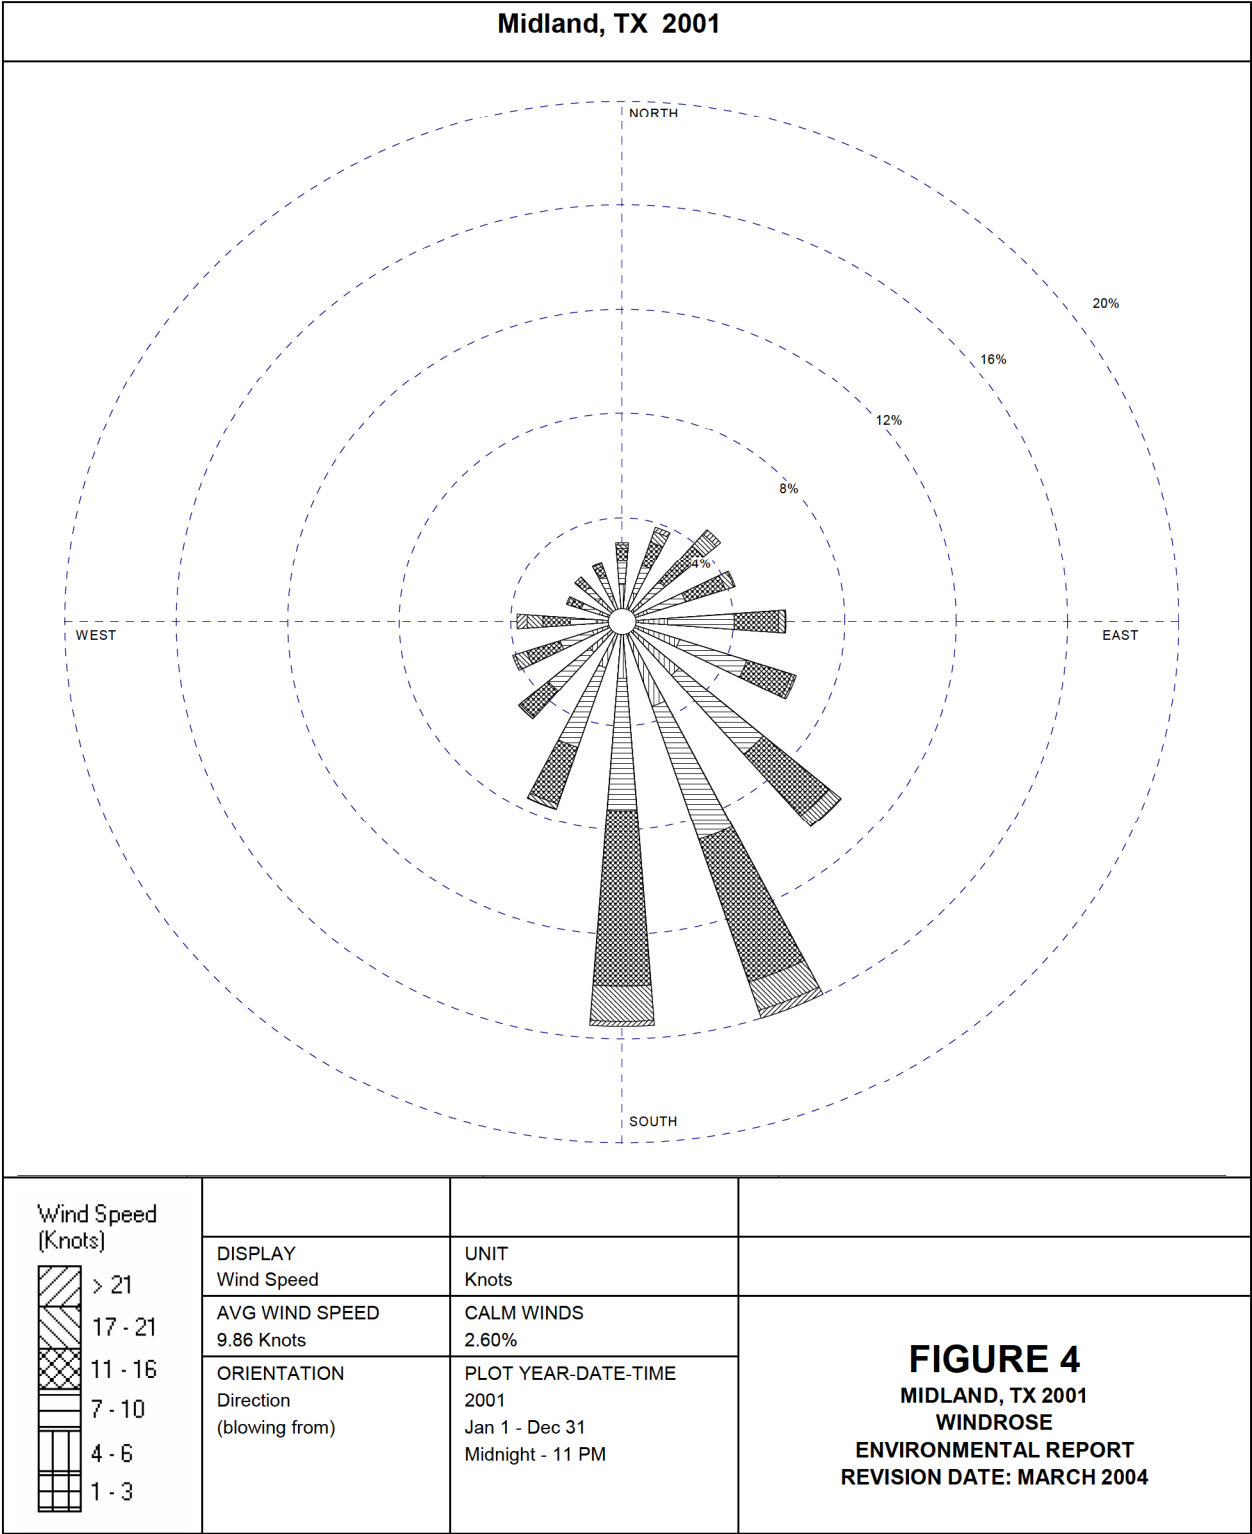 Midland, TX 2001
NORTH
20%
16%
12%
8%
4%
WEST
EAST
SOUTH
Wind Speed
(Knots)
> 21
17 - 21
11 - 16
7 - 10
4 - 6
1 - 3
DISPLAY
Wind Speed
UNIT
Knots
AVG WIND SPEED
9.86 Knots
CALM WINDS
2.60%
ORIENTATION
Direction
(blowing from)
PLOT YEAR-DATE-TIME
2001
Jan 1 - Dec 31
Midnight - 11 PM
FIGURE 4
MIDLAND, TX 2001
WINDROSE
ENVIRONMENTAL REPORT
REVISION DATE: MARCH 2004